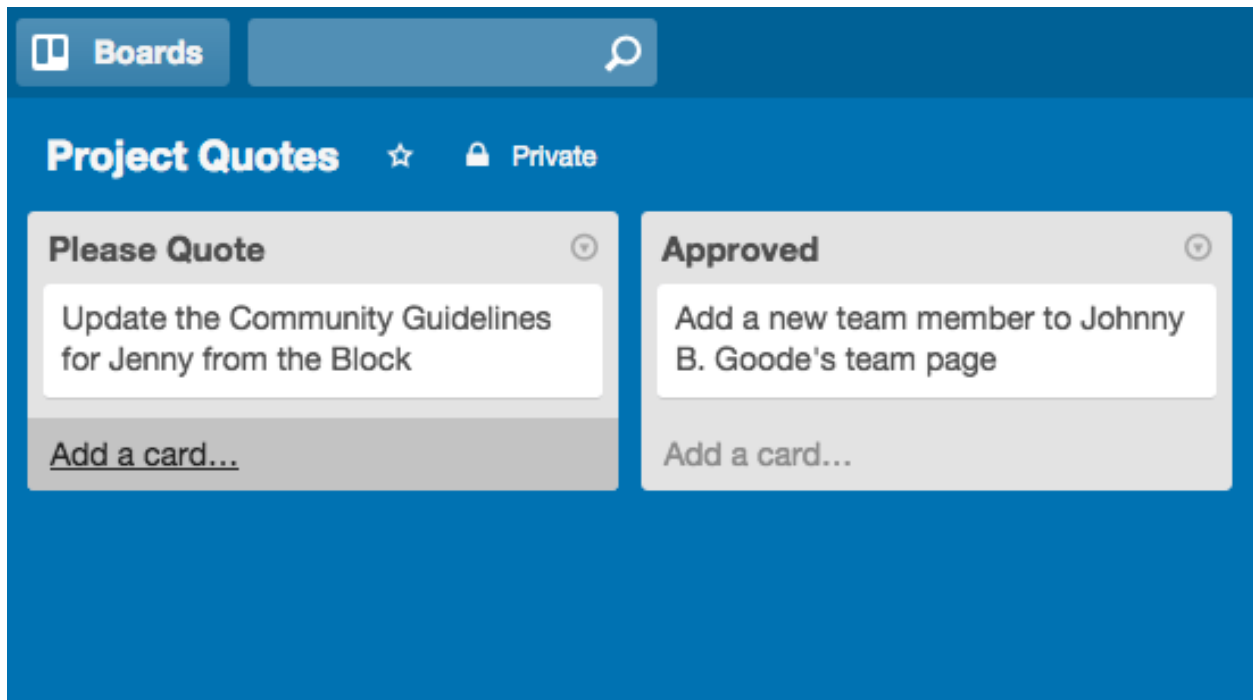 Boards
Project Quotes Private
Please Quote
Update the Community Guidelines
for Jenny from the Block
Add a card…
Approved
Add a new team member to Johnny
B. Goode's team page
Add a card…